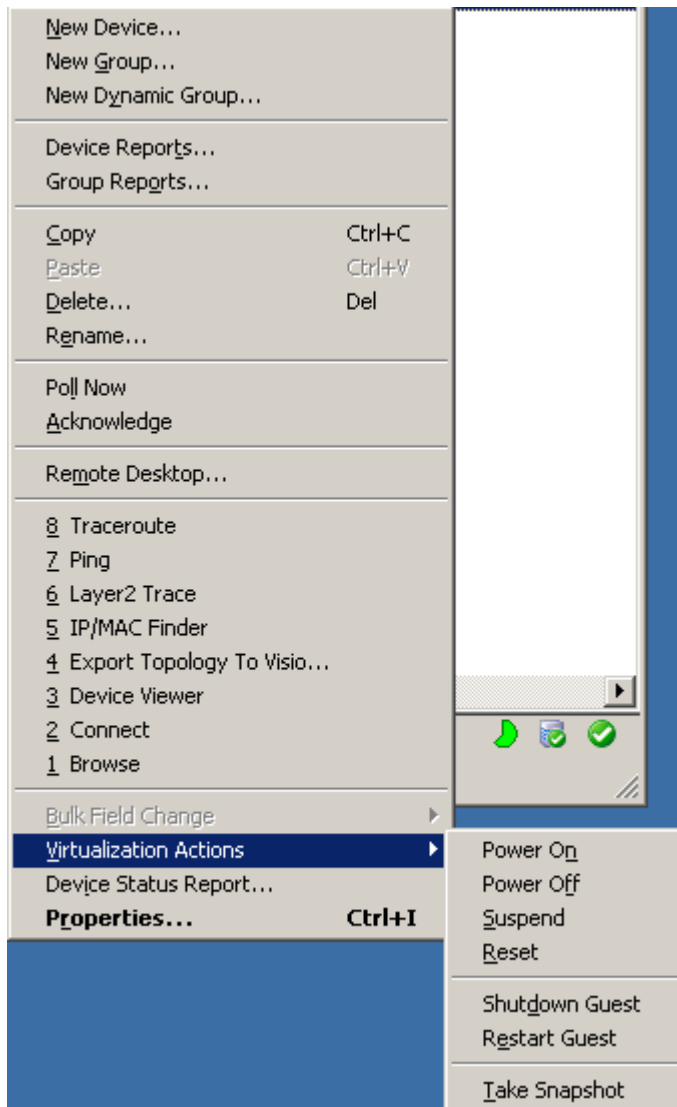 New Device...
New Group...
New Dynamic Group...
Device Reports...
Group Reports...
Copy Ctrl+C
Paste Ctrl+V
Delete... Del
Rename...
Poll Now
Acknowledge
Remote Desktop...
8 Traceroute
7 Ping
6 Layer2 Trace
5 IP/MAC Finder
4 Export Topology To Visio...
3 Device Viewer
2 Connect
1 Browse
Bulk Field Change
Virtualization Actions
Device Status Report...
Properties... Ctrl+I
Power On
Power Off
Suspend
Reset
Shutdown Guest
Restart Guest
Take Snapshot